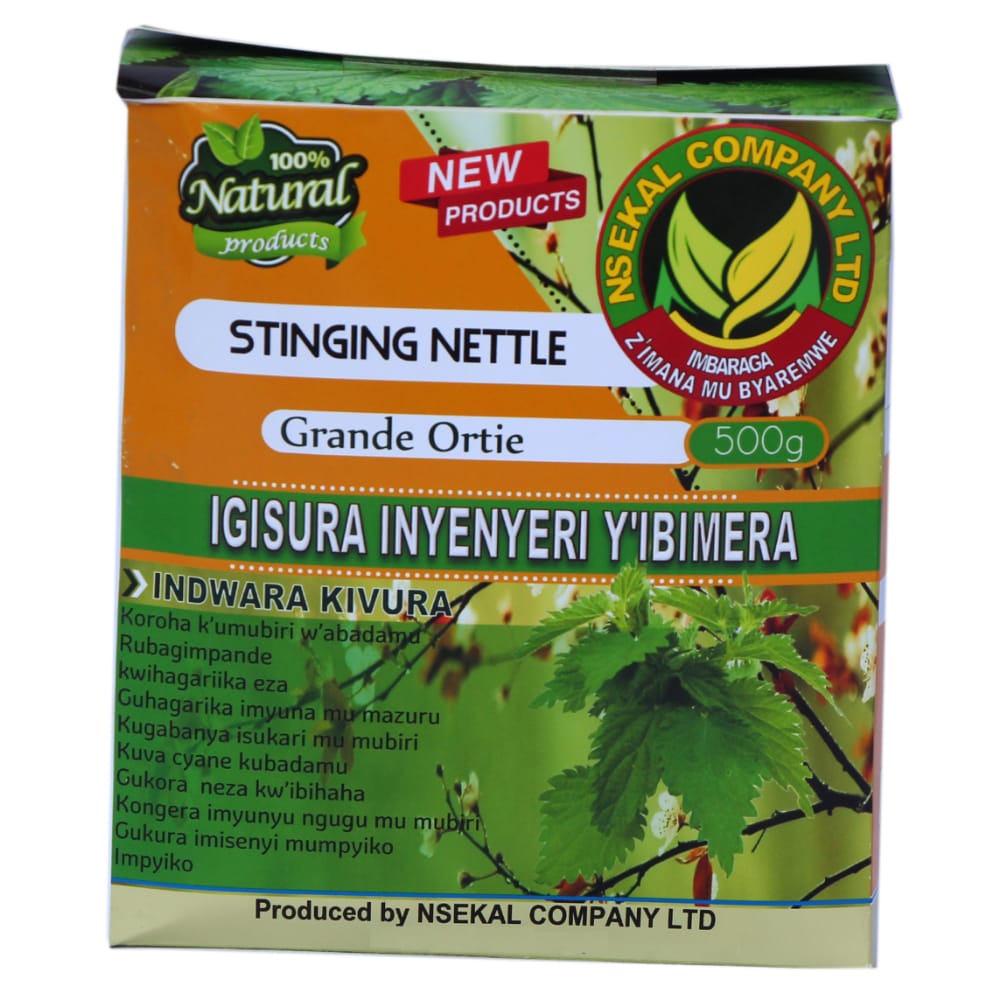 100%
Natural
products
NEW
PRODUCTS
NSEKAL COMPANY LTD
IMBARAGA
Z'IMANA MU BYAREMWE
STINGING NETTLE
Grande Ortie
500g
IGISURA INYENYERI Y'IBIMERA
INDWARA KIVURA
Koroha k'umubiri w'abadamu
Rubagimpande
kwihagariika eza
Guhagarika imyuna mu mazuru
Kugabanya isukari mu mubiri
Kuva cyane kubadamu
Gukora neza kw'ibihaha
Kongera imyunyu ngugu mu mubiri
Gukura imisenyi mumpyiko
Impyiko
Produced by NSEKAL COMPANY LTD